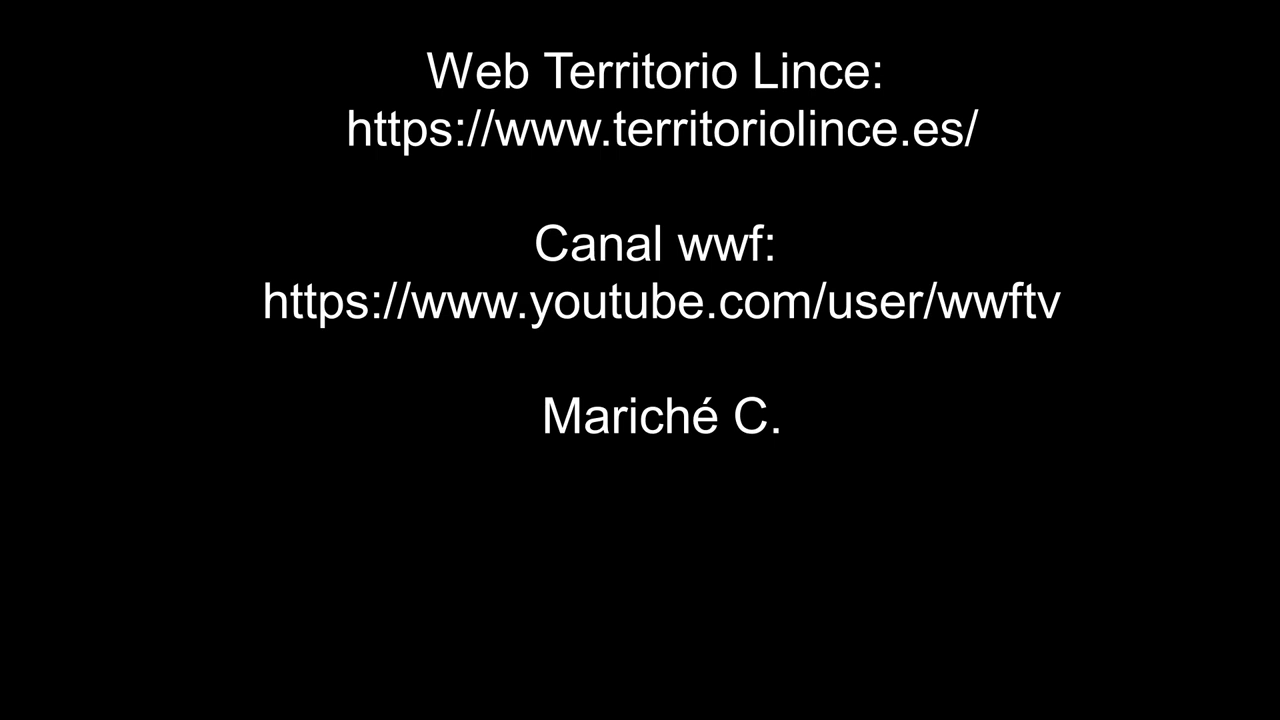 Web Territorio Lince:
https://www.territoriolince.es/
Canal wwf:
https://www.youtube.com/user/wwftv
Mariché C.